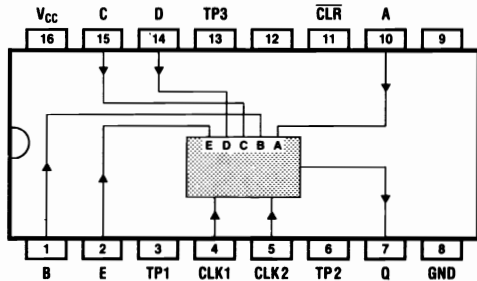 VCC C D TP3 CLR A
16 15 14 13 12 11 10 9
E D C B A
1 2 3 4 5 6 7 8
B E TP1 CLK1 CLK2 TP2 Q GND